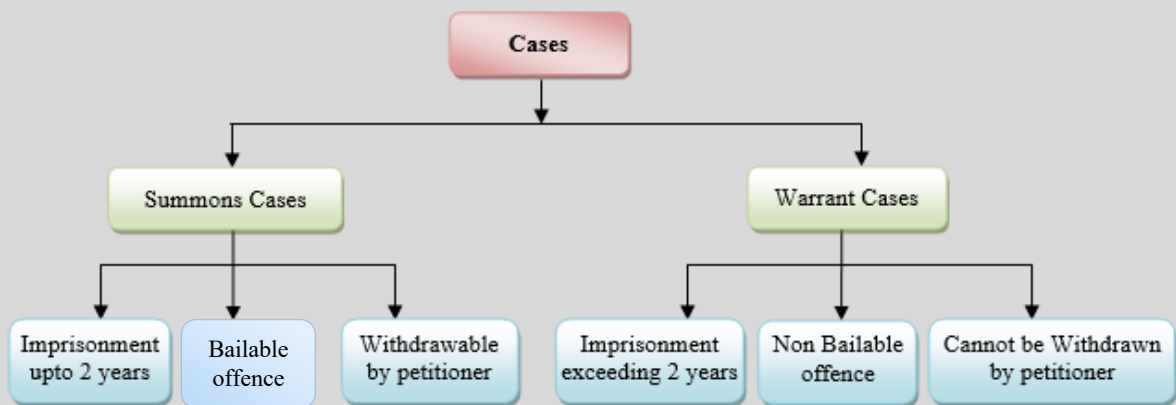 Cases
Summons Cases
Warrant Cases
Imprisonment
upto 2 years
Bailable
offence
Withdrawable
by petitioner
Imprisonment
exceeding 2 years
Non Bailable
offence
Cannot be Withdrawn
by petitioner